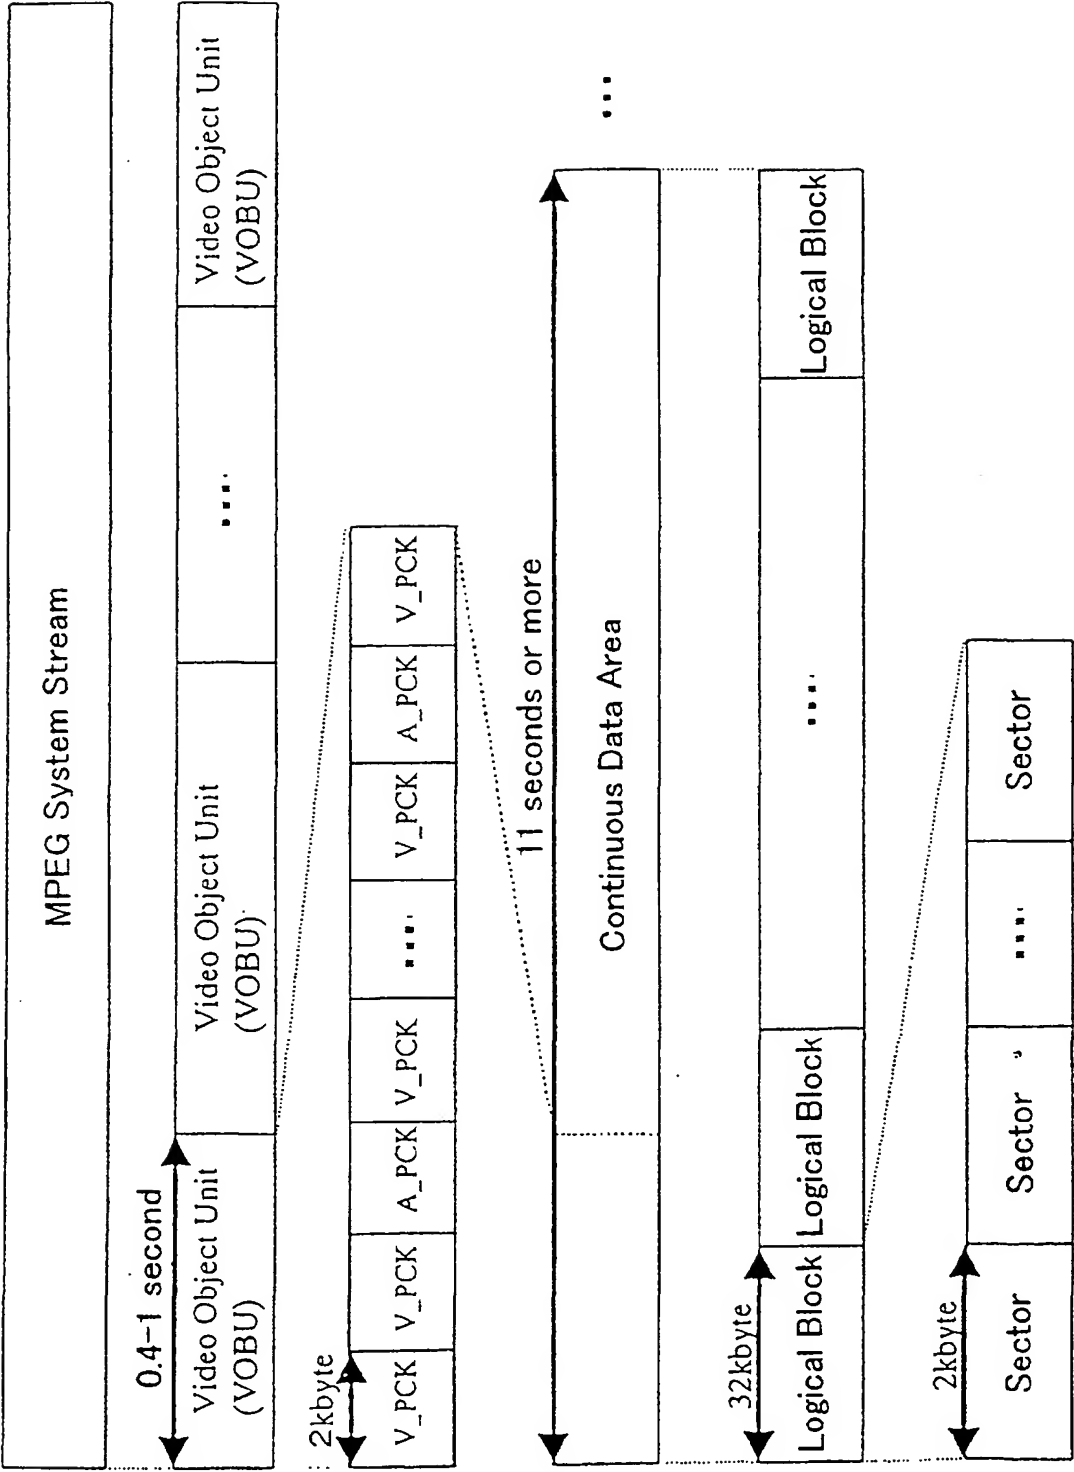 MPEG System Stream
0.4-1 second
Video Object Unit
(VOBU)
Video Object Unit
(VOBU)
....
Video Object Unit
(VOBU)
2kbyte
V_PCK
V_PCK
A_PCK
V_PCK
....
V_PCK
A_PCK
V_PCK
11 seconds or more
Continuous Data Area
...
32kbyte
Logical Block
Logical Block
....
Logical Block
2kbyte
Sector
Sector
....
Sector